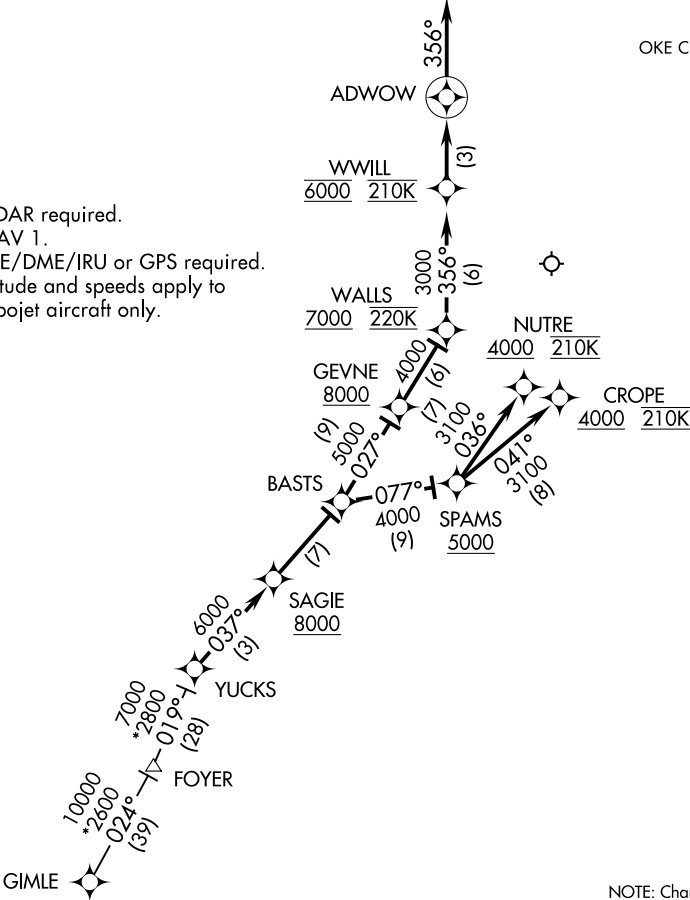 356°
OKE C
ADWOW
(3)
WWILL
6000 210K
DAR required.
AV 1.
E/DME/IRU or GPS required.
tude and speeds apply to
bojet aircraft only.
3000
356°
(6)
WALLS
7000 220K
NUTRE
4000 210K
GEVNE
8000
4000
(6)
CROPE
4000 210K
(9)
5000
027°
(7)
3100
036°
041°
3100
(8)
BASTS
077°
4000
(9)
SPAMS
5000
(7)
SAGIE
8000
6000
037°
(3)
YUCKS
7000
*2800
019°
(28)
FOYER
10000
*2600
024°
(39)
GIMLE
NOTE: Char